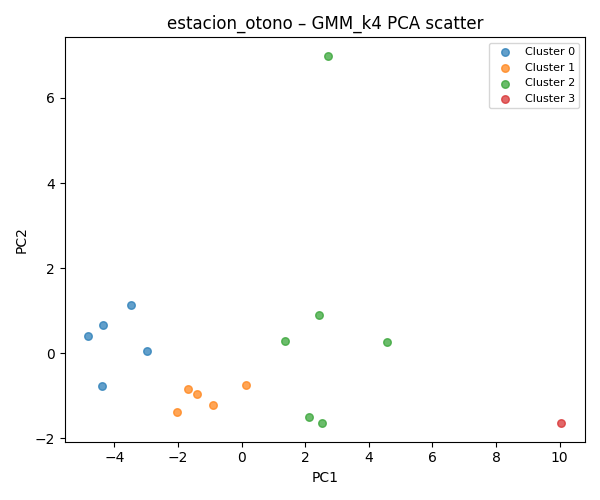 estacion_otono – GMM_k4 PCA scatter
Cluster 0
Cluster 1
Cluster 2
Cluster 3
PC2
6
4
2
0
−2
−4 −2 0 2 4 6 8 10
PC1